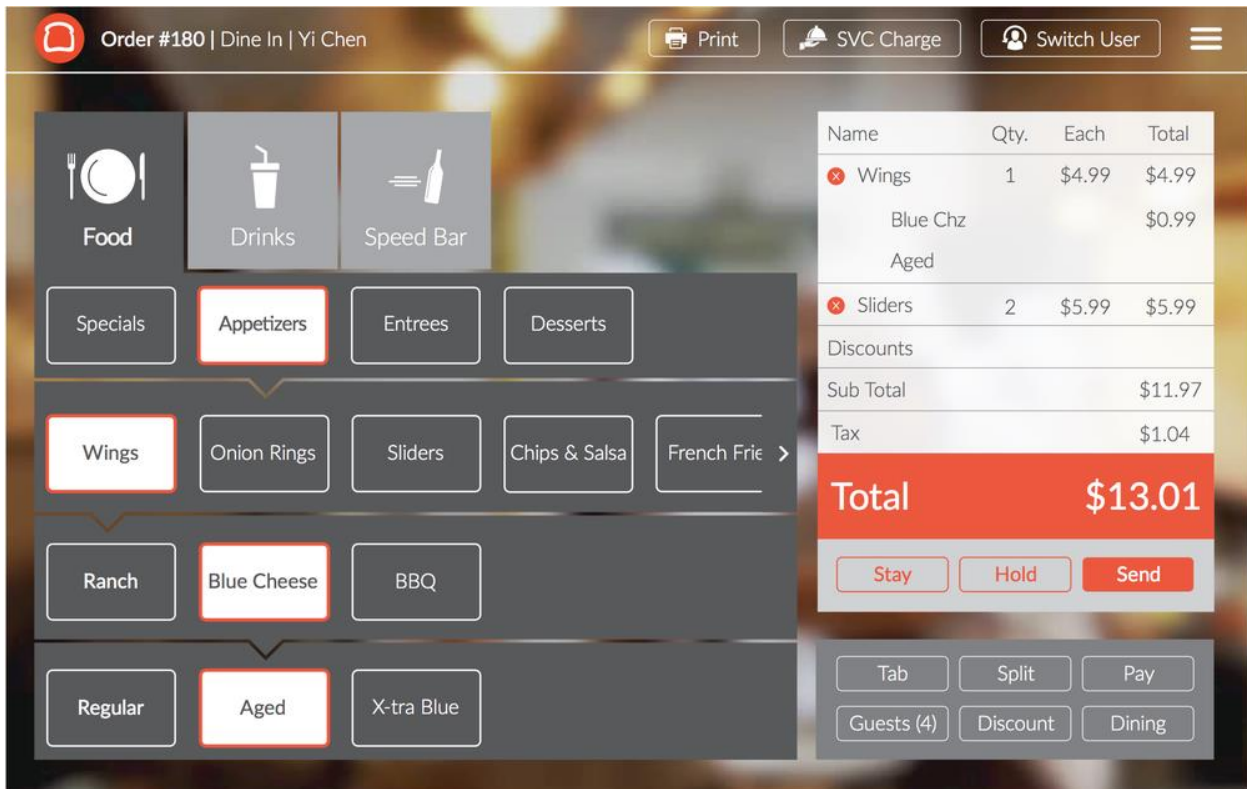 Order #180 | Dine In | Yi Chen
Print
SVC Charge
Switch User
Food
Drinks
Speed Bar
Specials
Appetizers
Entrees
Desserts
Wings
Onion Rings
Sliders
Chips & Salsa
French Frie
Ranch
Blue Cheese
BBQ
Regular
Aged
X-tra Blue
Name Qty. Each Total
Wings 1 $4.99 $4.99
Blue Chz $0.99
Aged
Sliders 2 $5.99 $5.99
Discounts
Sub Total $11.97
Tax $1.04
Total $13.01
Stay
Hold
Send
Tab
Split
Pay
Guests (4)
Discount
Dining